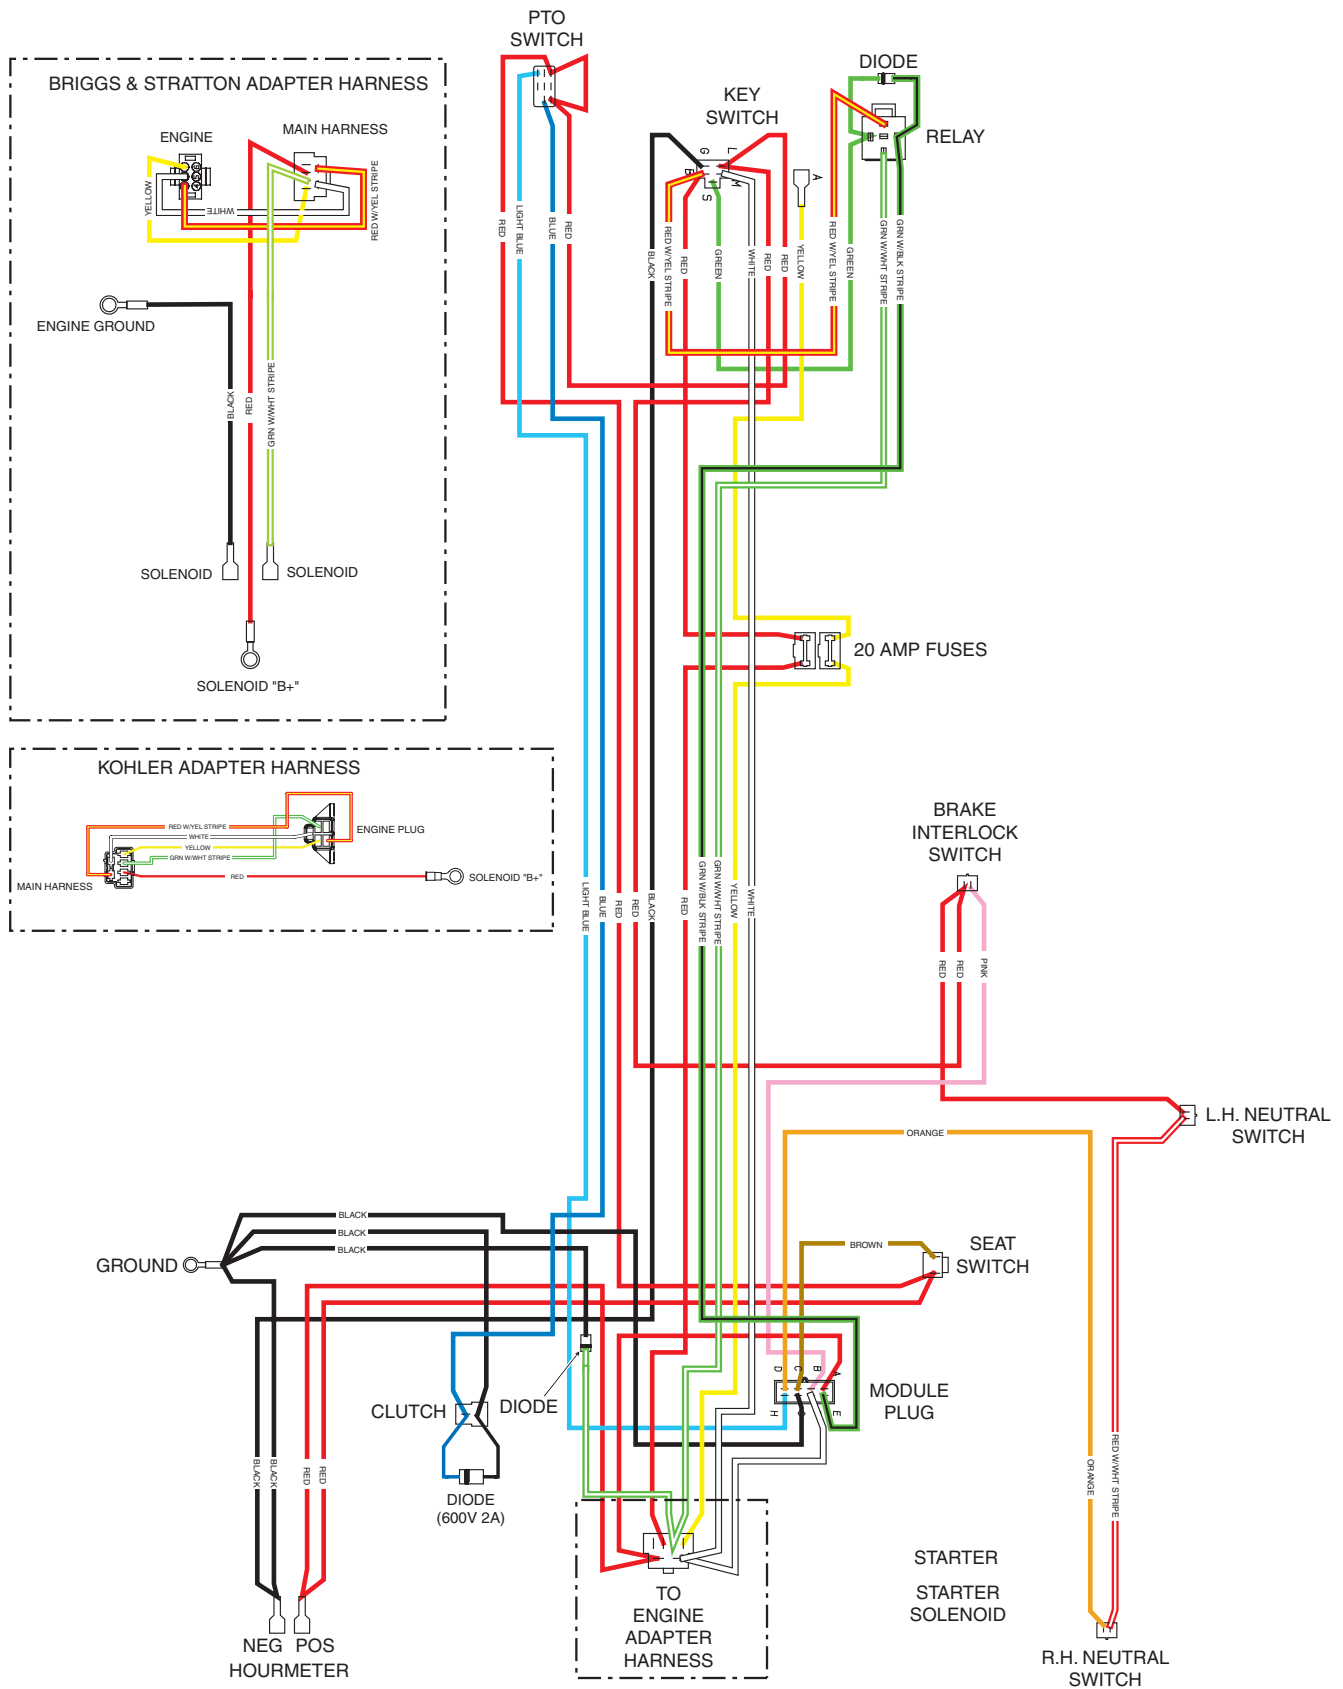 PTO
SWITCH
DIODE
BRIGGS & STRATTON ADAPTER HARNESS
KEY
SWITCH
ENGINE
MAIN HARNESS
RELAY
G
L
B
M
S
A
YELLOW
WHITE
RED W/YEL STRIPE
RED
LIGHT BLUE
BLUE
RED
BLACK
RED W/YEL STRIPE
RED
GREEN
WHITE
RED
RED
YELLOW
RED W/YEL STRIPE
GREEN
GRN W/WHT STRIPE
GRN W/BLK STRIPE
ENGINE GROUND
BLACK
RED
GRN W/WHT STRIPE
SOLENOID
SOLENOID
SOLENOID "B+"
20 AMP FUSES
KOHLER ADAPTER HARNESS
RED W/YEL STRIPE
WHITE
YELLOW
GRN W/WHT STRIPE
RED
ENGINE PLUG
MAIN HARNESS
SOLENOID "B+"
BRAKE
INTERLOCK
SWITCH
LIGHT BLUE
BLUE
RED
RED
BLACK
RED
GRN W/BLK STRIPE
GRN W/WHT STRIPE
YELLOW
WHITE
RED
RED
PINK
L.H. NEUTRAL
SWITCH
ORANGE
BLACK
BLACK
BLACK
GROUND
BROWN
SEAT
SWITCH
D
C
B
A
H
G
E
MODULE
PLUG
CLUTCH
DIODE
BLACK
BLACK
RED
RED
DIODE
(600V 2A)
ORANGE
RED W/WHT STRIPE
STARTER
STARTER
SOLENOID
TO
ENGINE
ADAPTER
HARNESS
NEG
POS
HOURMETER
R.H. NEUTRAL
SWITCH